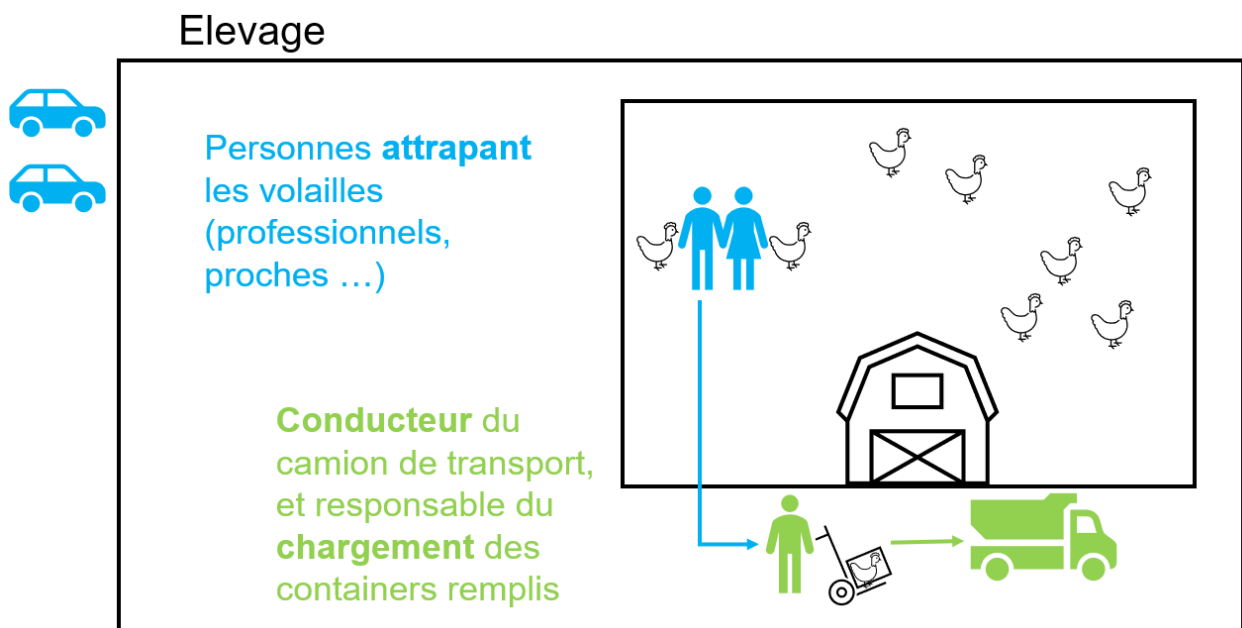 Elevage
Personnes attrapant
les volailles
(professionnels,
proches …)
Conducteur du
camion de transport,
et responsable du
chargement des
containers remplis